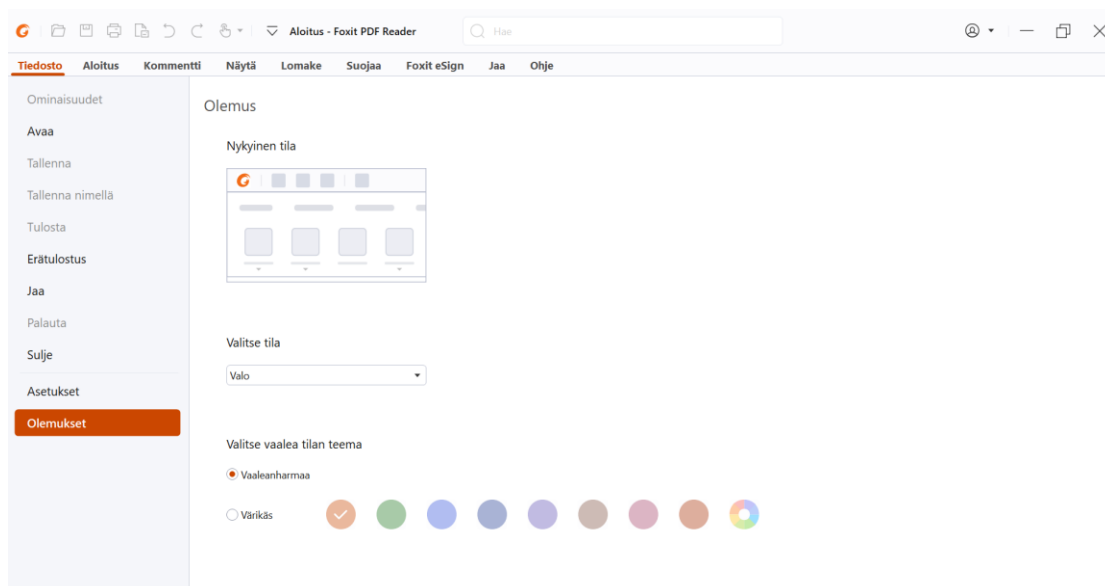 Aloitus - Foxit PDF Reader
Hae
Tiedosto Aloitus Kommentti Näytä Lomake Suojaa Foxit eSign Jaa Ohje
Ominaisuudet
Avaa
Tallenna
Tallenna nimellä
Tulosta
Erätulostus
Jaa
Palauta
Sulje
Asetukset
Olemukset
Olemus
Nykyinen tila
Valitse tila
Valo
Valitse vaalea tilan teema
Vaaleanharmaa
Värikäs